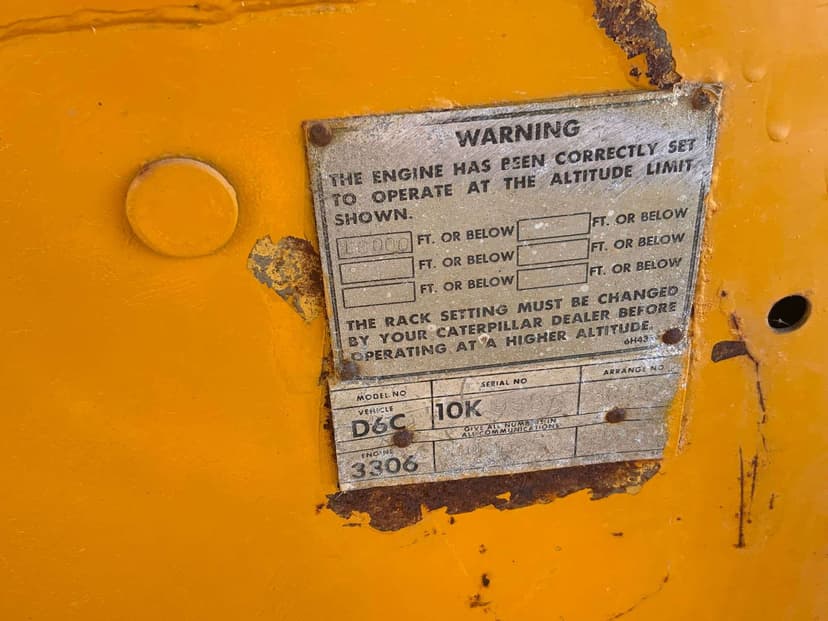 WARNING
THE ENGINE HAS BEEN CORRECTLY SET
TO OPERATE AT THE ALTITUDE LIMIT
SHOWN.
FT. OR BELOW FT. OR BELOW
FT. OR BELOW FT. OR BELOW
FT. OR BELOW FT. OR BELOW
THE RACK SETTING MUST BE CHANGED
BY YOUR CATERPILLAR DEALER BEFORE
OPERATING AT A HIGHER ALTITUDE.
MODEL NO SERIAL NO ARRANGE NO
VEHICLE
D6C 10K
GIVE ALL NUMBERS IN
ALL COMMUNICATIONS
ENGINE
3306